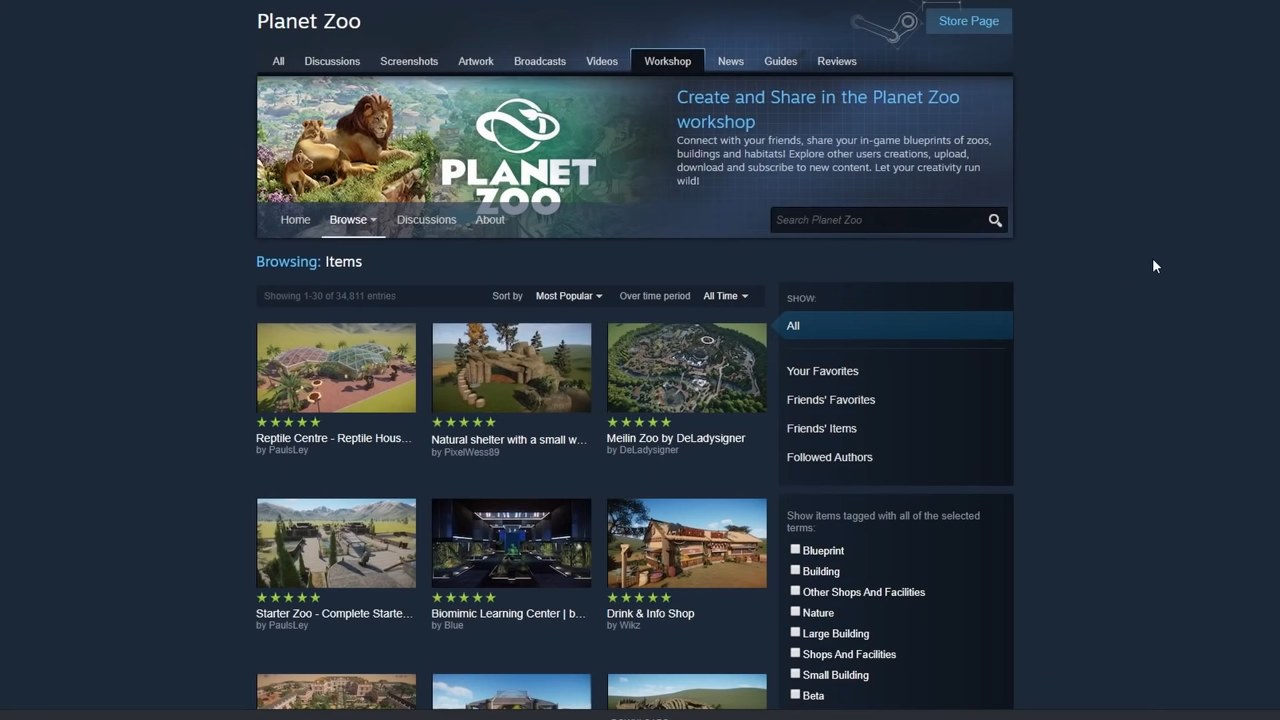 Planet Zoo
Store Page
All Discussions Screenshots Artwork Broadcasts Videos Workshop News Guides Reviews
PLANET
ZOO
Create and Share in the Planet Zoo
workshop
Connect with your friends, share your in-game blueprints of zoos,
buildings and habitats! Explore other users creations, upload,
download and subscribe to new content. Let your creativity run
wild!
Home Browse Discussions About
Search Planet Zoo
Browsing: Items
Showing 1-30 of 34,811 entries
Sort by Most Popular Over time period All Time
Reptile Centre - Reptile Hous...
by PaulsLey
Natural shelter with a small w...
by PixelWess89
Meilin Zoo by DeLadysigner
by DeLadysigner
Starter Zoo - Complete Starte...
by PaulsLey
Biomimic Learning Center | b...
by Blue
Drink & Info Shop
by Wikz
SHOW:
All
Your Favorites
Friends' Favorites
Friends' Items
Followed Authors
Show items tagged with all of the selected
terms:
Blueprint
Building
Other Shops And Facilities
Nature
Large Building
Shops And Facilities
Small Building
Beta